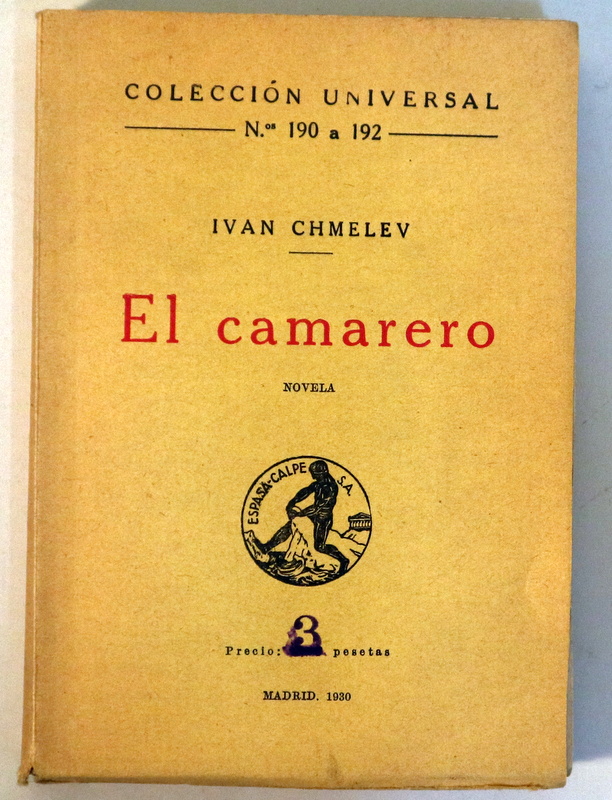 COLECCIÓN UNIVERSAL
N.os 190 a 192
IVAN CHMELEV
El camarero
NOVELA
ESPASA-CALPE S.A.
Precio: 3 pesetas
MADRID. 1930